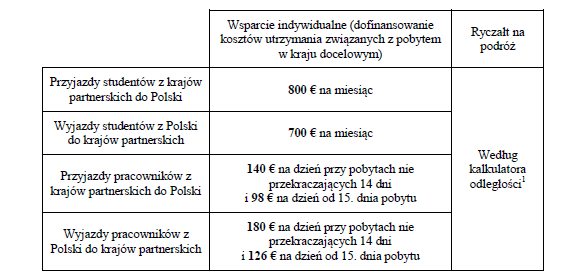 Wsparcie indywidualne (dofinansowanie
kosztów utrzymania związanych z pobytem
w kraju docelowym)
Ryczałt na
podróż
Przyjazdy studentów z krajów
partnerskich do Polski
800 € na miesiąc
Wyjazdy studentów z Polski
do krajów partnerskich
700 € na miesiąc
Przyjazdy pracowników z
krajów partnerskich do Polski
140 € na dzień przy pobytach nie
przekraczających 14 dni
i 98 € na dzień od 15. dnia pobytu
Wyjazdy pracowników z
Polski do krajów partnerskich
180 € na dzień przy pobytach nie
przekraczających 14 dni
i 126 € na dzień od 15. dnia pobytu
Według
kalkulatora
odległości¹